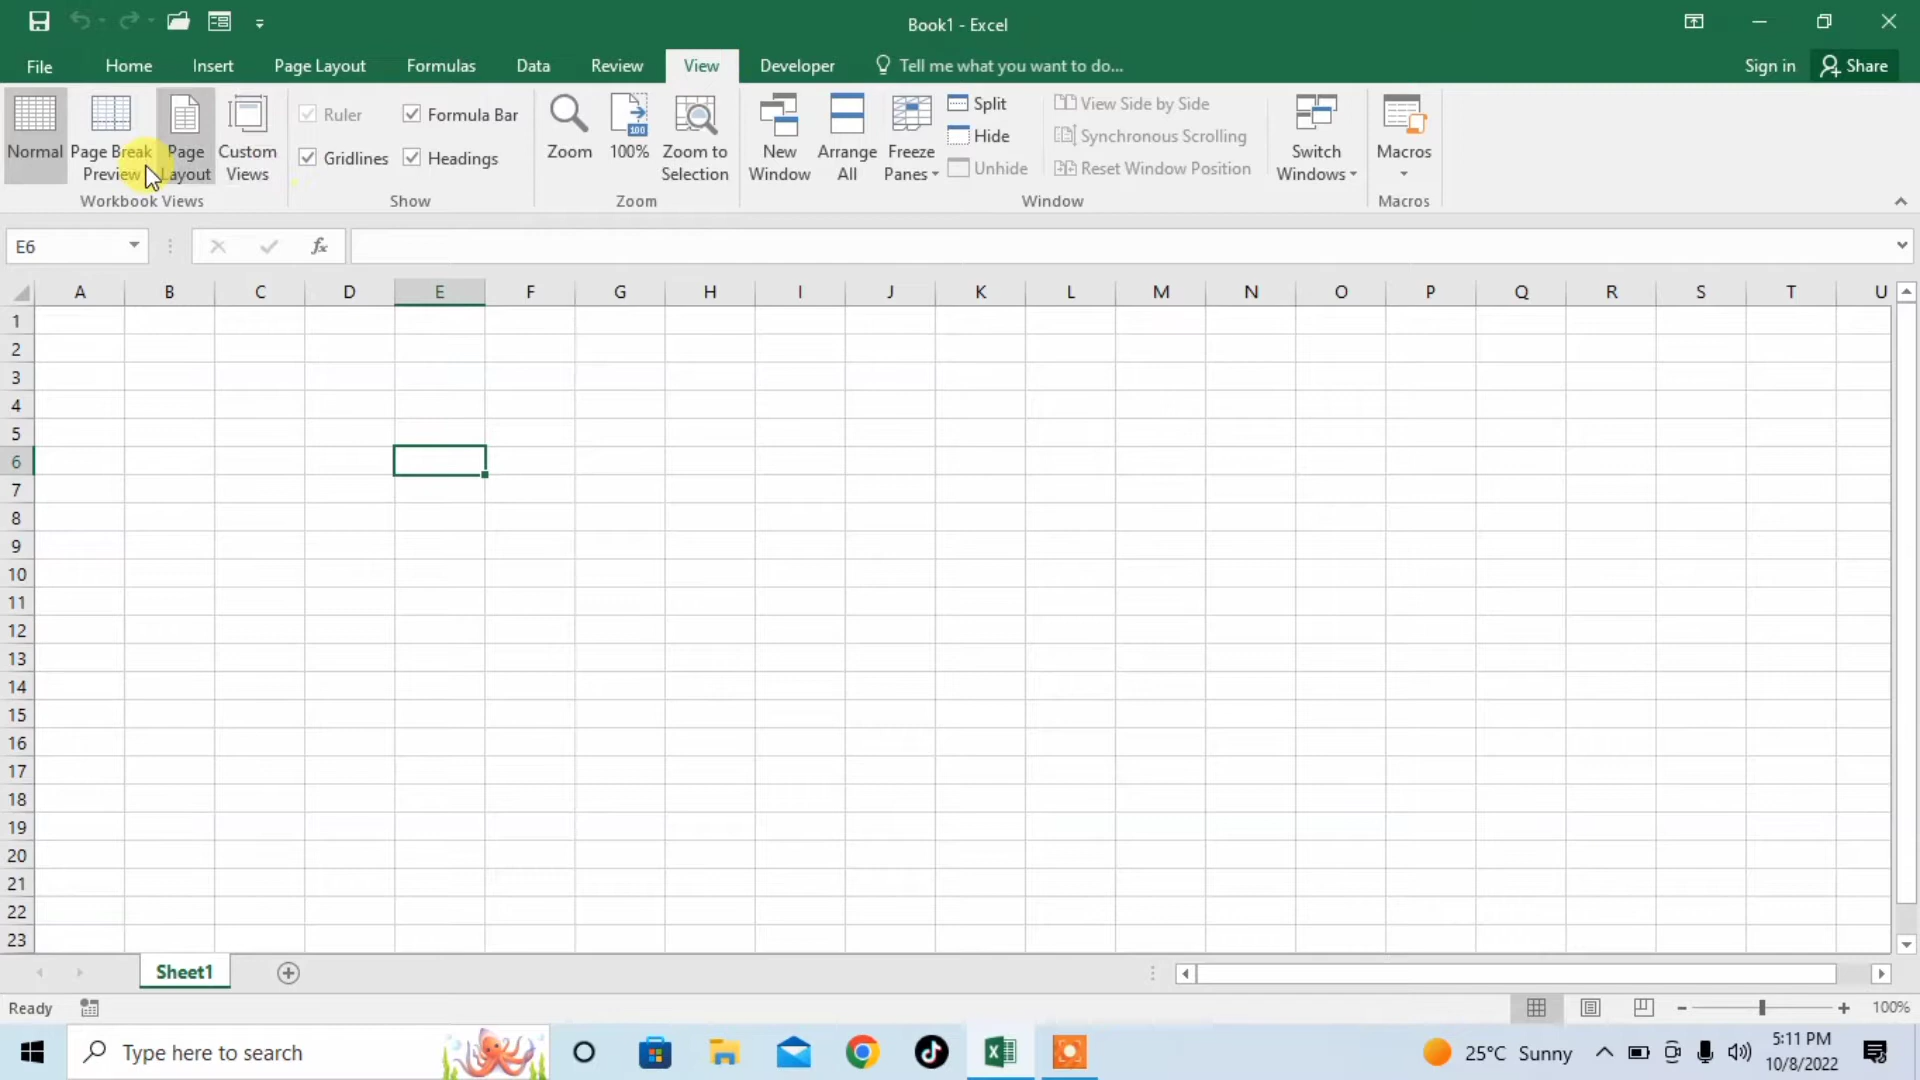 Book1 - Excel
File Home Insert Page Layout Formulas Data Review View Developer Tell me what you want to do... Sign in Share
Normal
Page Break
Preview
Page
Layout
Custom
Views
Workbook Views
Ruler
Formula Bar
Gridlines
Headings
Show
Zoom
100
100%
Zoom to
Selection
Zoom
New
Window
Arrange
All
Freeze
Panes
Split
Hide
Unhide
View Side by Side
Synchronous Scrolling
Reset Window Position
Window
Switch
Windows
Macros
Macros
E6 fx
A B C D E F G H I J K L M N O P Q R S T U
1
2
3
4
5
6
7
8
9
10
11
12
13
14
15
16
17
18
19
20
21
22
23
Sheet1
Ready 100%
Type here to search
25°C Sunny
5:11 PM
10/8/2022